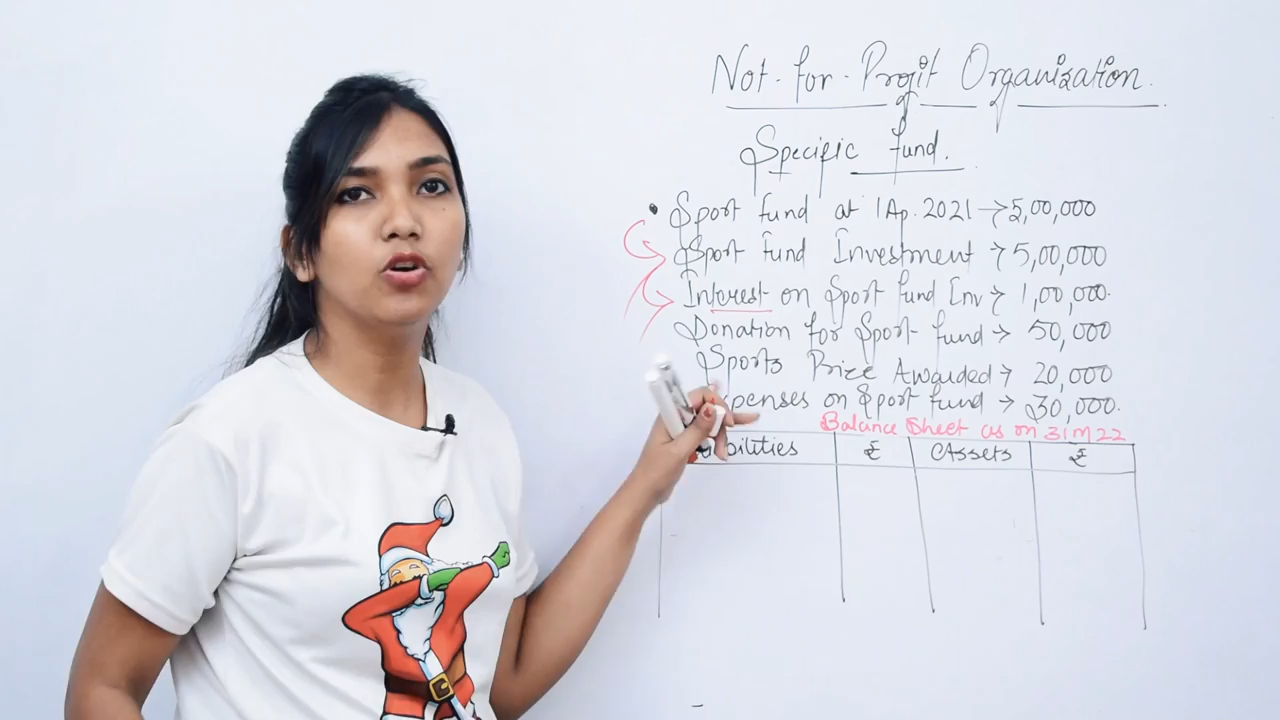 Not-for-Profit Organization.
Specific fund.
• Sport fund at 1 Ap. 2021 → 5,00,000
Sport fund Investment → 5,00,000
Interest on Sport fund Inv → 1,00,000.
Donation for Sport fund → 50,000
Sports Prize Awarded → 20,000
penses on Sport fund → 30,000.
Balance Sheet as on 31 M 22
bilities ₹ Assets ₹